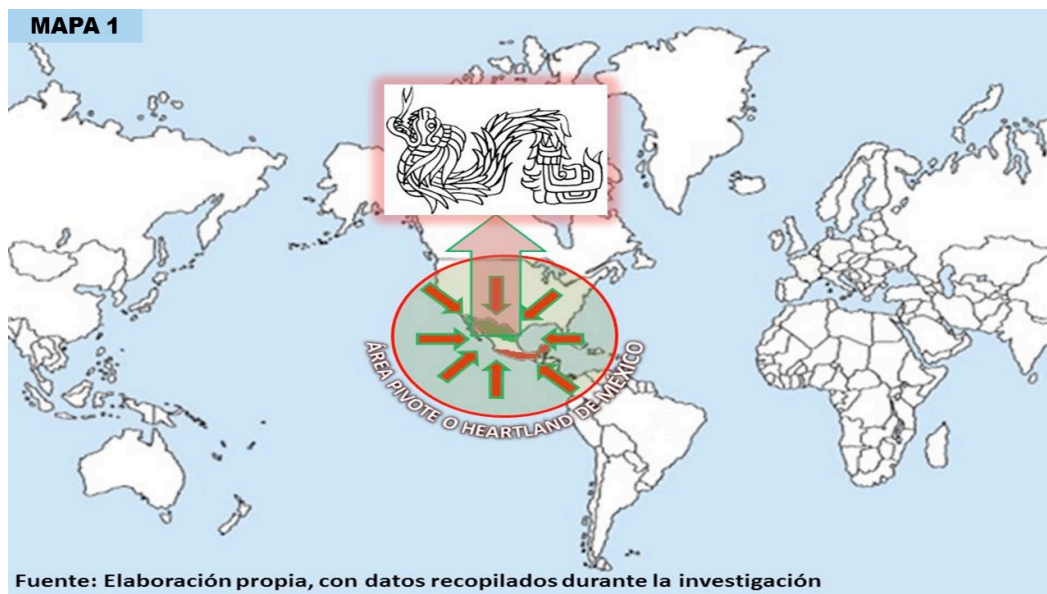 MAPA 1
ÁREA PIVOTE O HEARTLAND DE MÉXICO
Fuente: Elaboración propia, con datos recopilados durante la investigación